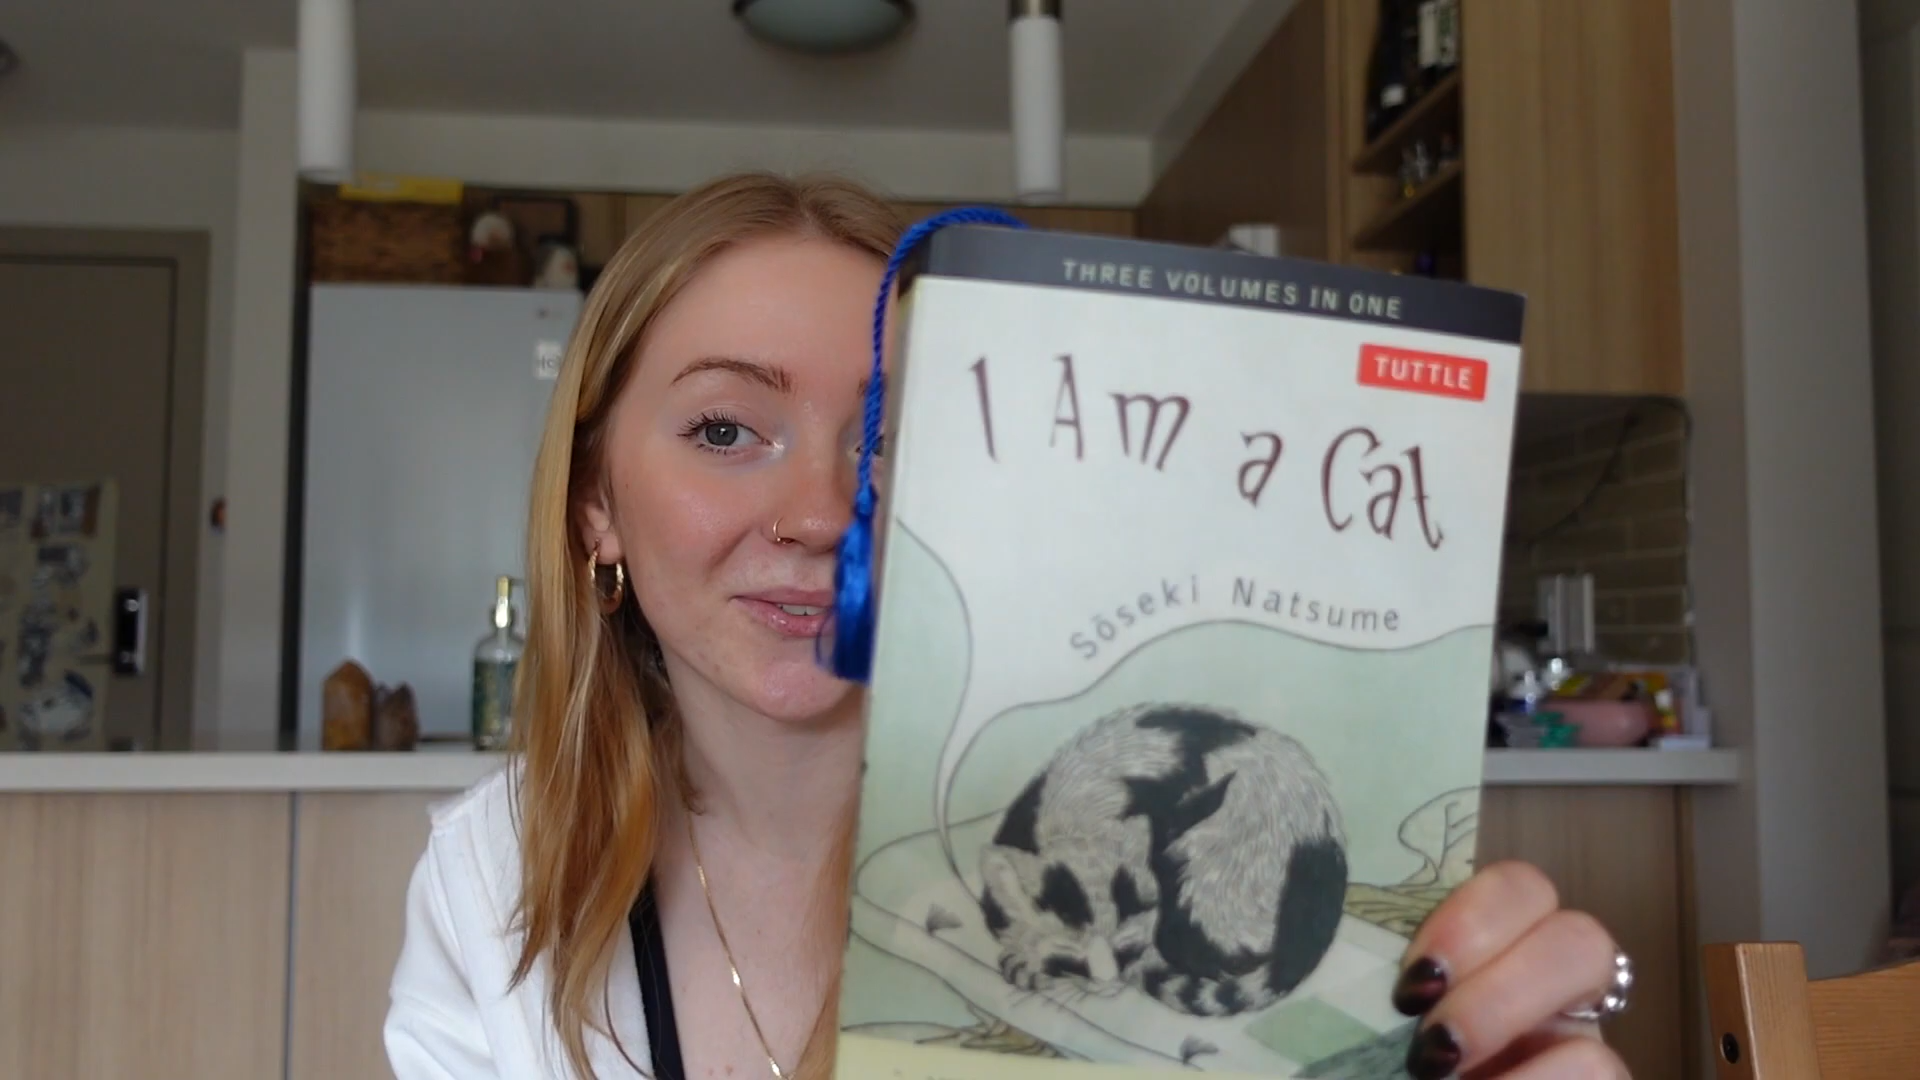 THREE VOLUMES IN ONE
TUTTLE
I Am a Cat
Sōseki Natsume